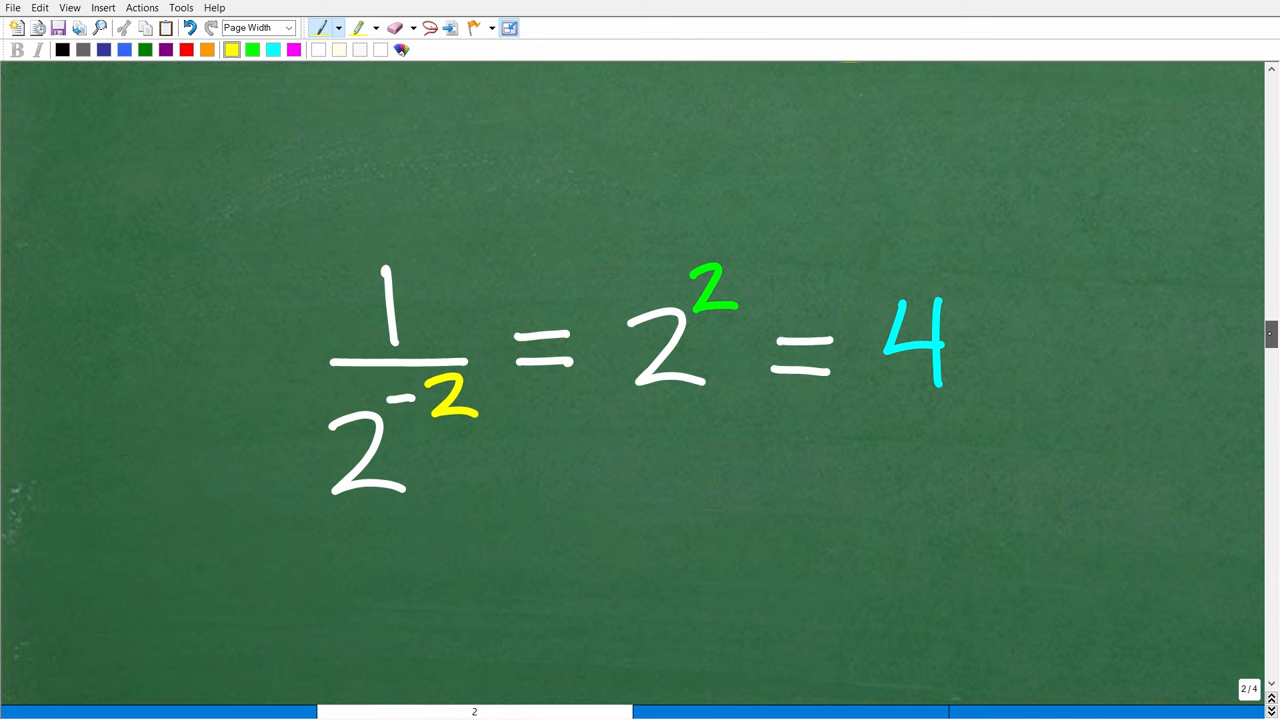 File Edit View Insert Actions Tools Help
Page Width
B I
1/2^-2 = 2^2 = 4
2/4
2